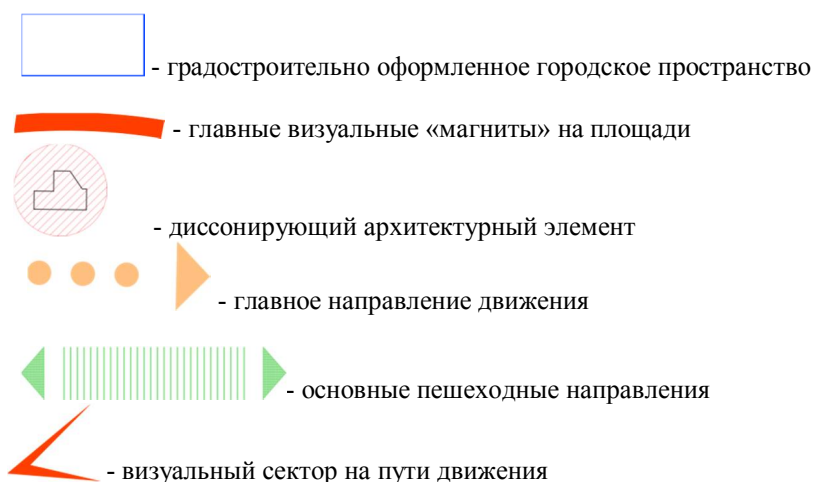 - градостроительно оформленное городское пространство
- главные визуальные «магниты» на площади
- диссонирующий архитектурный элемент
- главное направление движения
- основные пешеходные направления
- визуальный сектор на пути движения